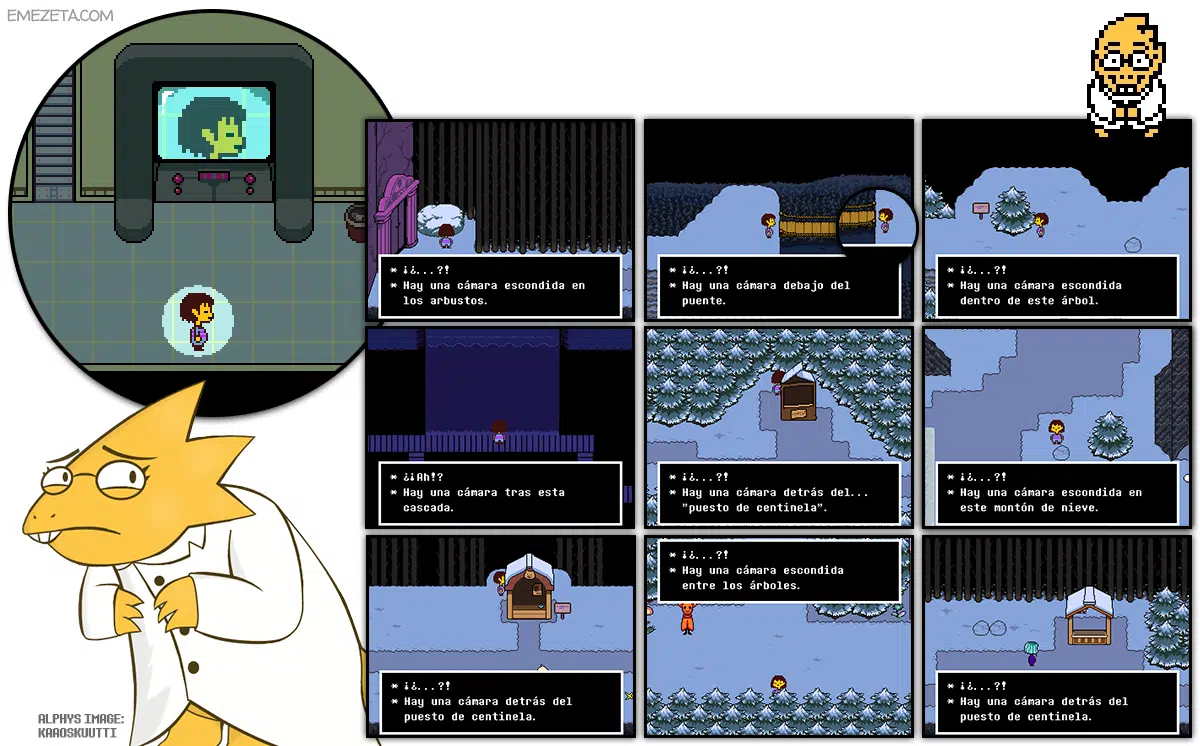 EMEZETA.COM
* ¡¿...?!
* Hay una cámara escondida en
los arbustos.
* ¡¿...?!
* Hay una cámara debajo del
puente.
* ¡¿...?!
* Hay una cámara escondida
dentro de este árbol.
* ¿¡Ah!?
* Hay una cámara tras esta
cascada.
* ¡¿...?!
* Hay una cámara detrás del...
"puesto de centinela".
* ¡¿...?!
* Hay una cámara escondida en
este montón de nieve.
* ¡¿...?!
* Hay una cámara detrás del
puesto de centinela.
* ¡¿...?!
* Hay una cámara escondida
entre los árboles.
* ¡¿...?!
* Hay una cámara detrás del
puesto de centinela.
ALPHYS IMAGE:
KAAOSKUUTTI